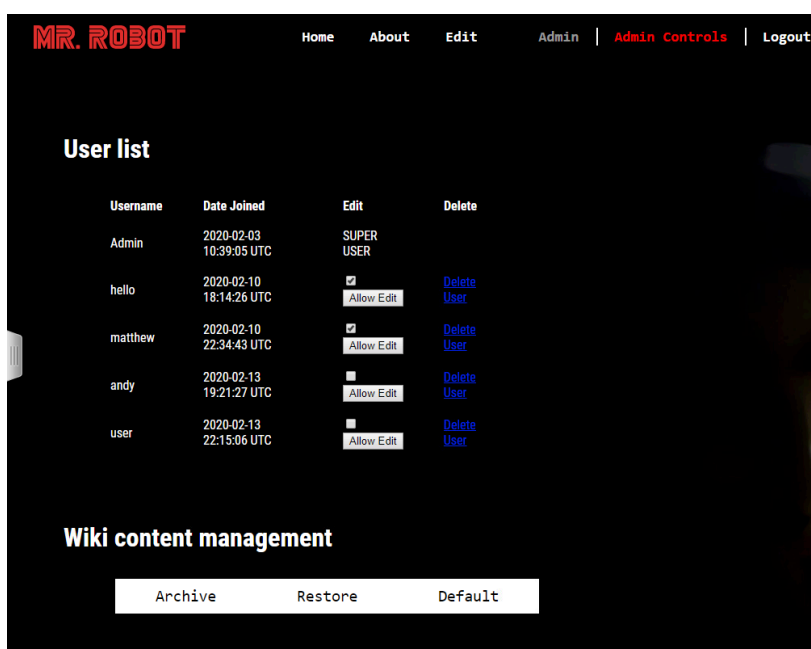 MR. ROBOT Home About Edit Admin | Admin Controls | Logout
User list
Username Date Joined Edit Delete
Admin 2020-02-03 SUPER
10:39:05 UTC USER
hello 2020-02-10 Delete
18:14:26 UTC Allow Edit User
matthew 2020-02-10 Delete
22:34:43 UTC Allow Edit User
andy 2020-02-13 Delete
19:21:27 UTC Allow Edit User
user 2020-02-13 Delete
22:15:06 UTC Allow Edit User
Wiki content management
Archive Restore Default